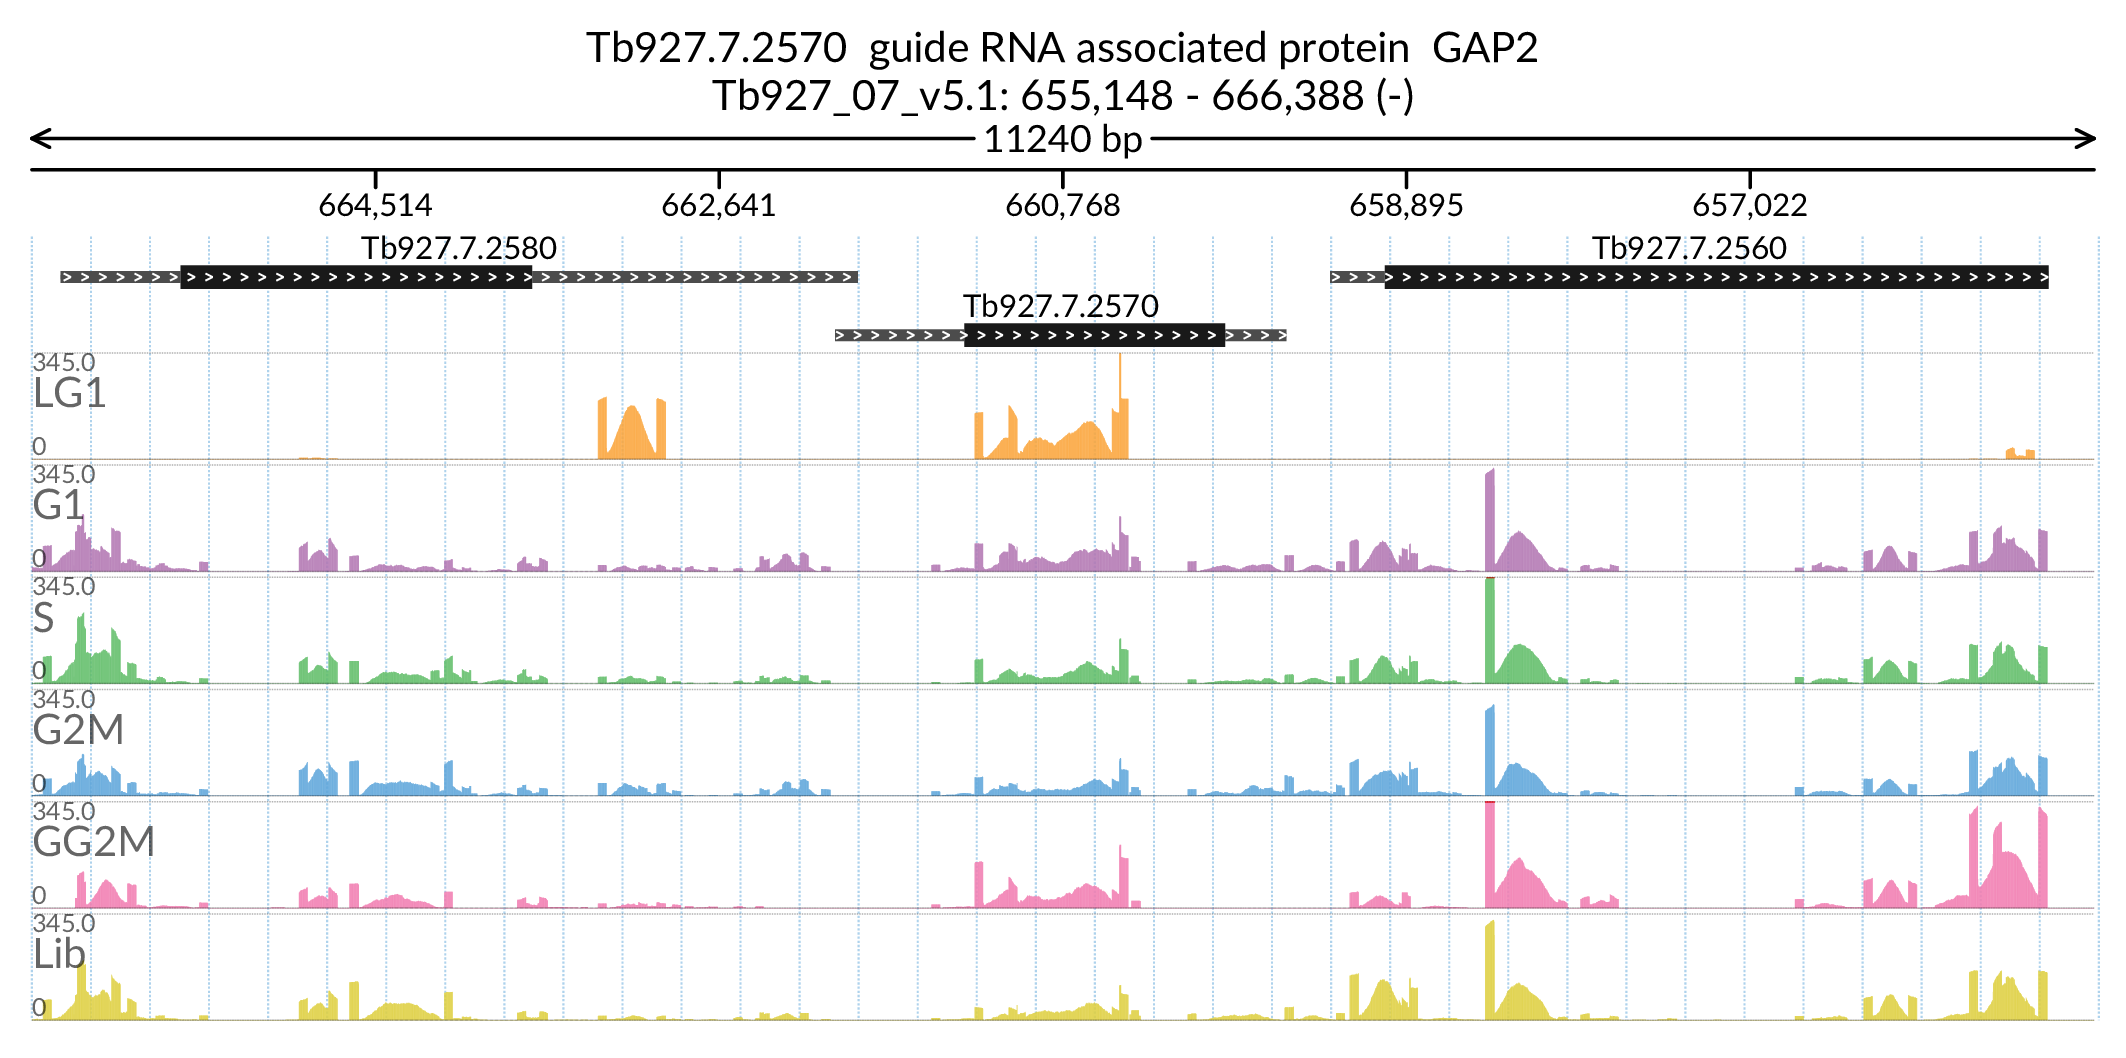 Tb927.7.2570  guide RNA associated protein  GAP2
Tb927_07_v5.1: 655,148 - 666,388 (-)
11240 bp
664,514 662,641 660,768 658,895 657,022
Tb927.7.2580 Tb927.7.2560
Tb927.7.2570
345.0
LG1
0
345.0
G1
0
345.0
S
0
345.0
G2M
0
345.0
GG2M
0
345.0
Lib
0